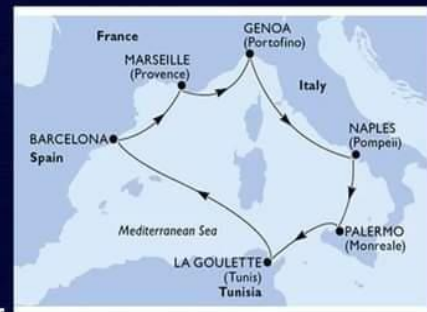 France
GENOA
(Portofino)
MARSEILLE
(Provence)
Italy
BARCELONA
Spain
NAPLES
(Pompeii)
Mediterranean Sea
PALERMO
(Monreale)
LA GOULETTE
(Tunis)
Tunisia